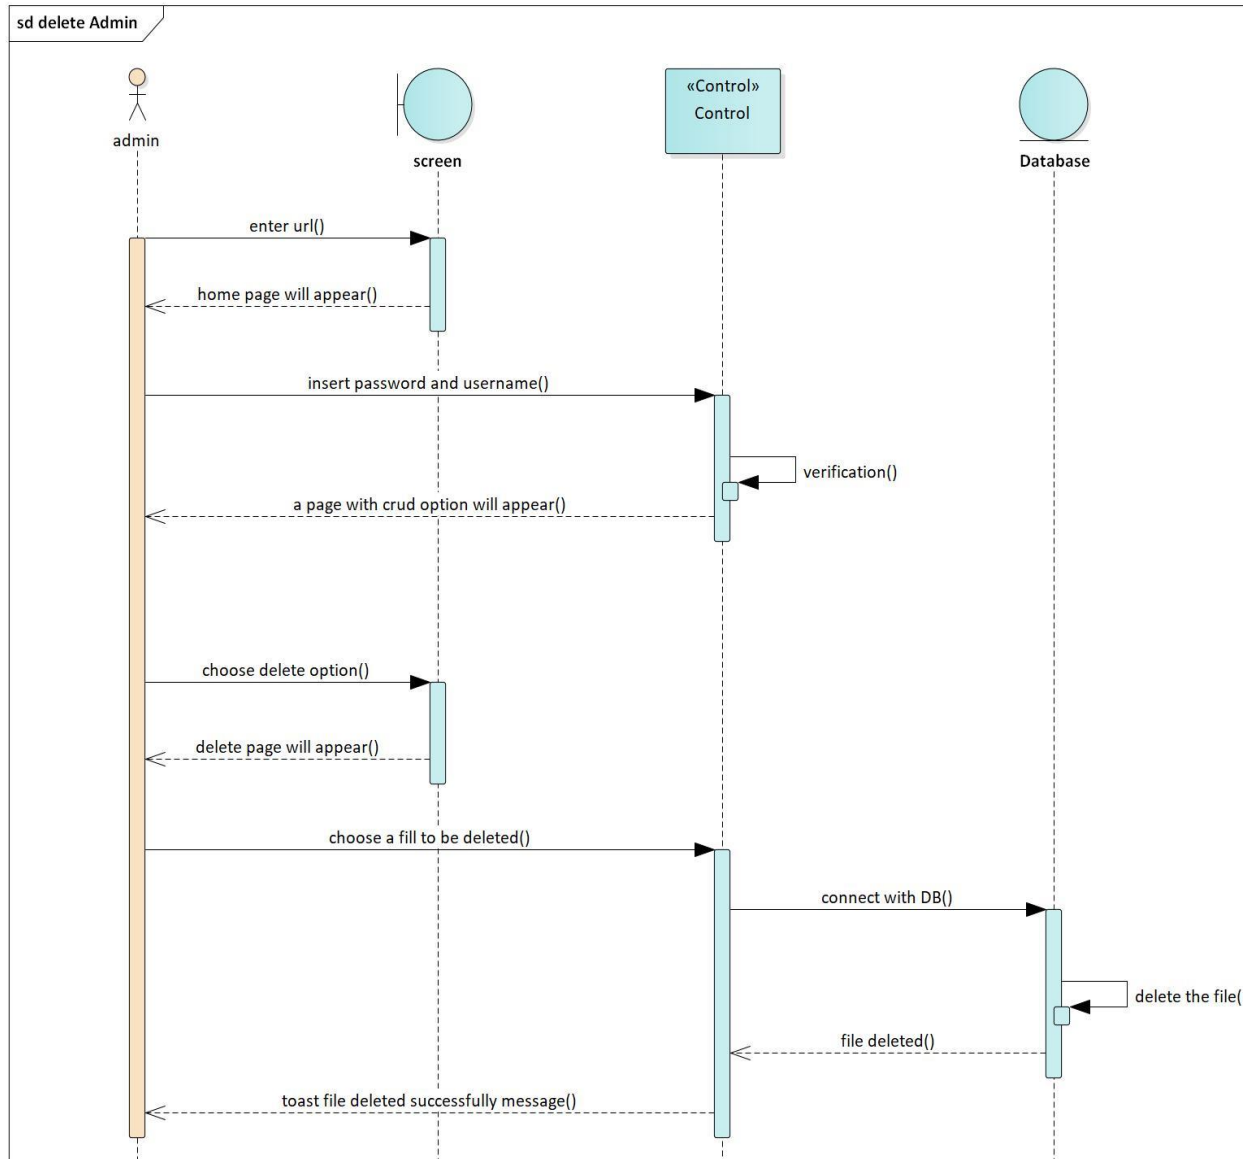 sd delete Admin
«Control»
Control
admin
screen
Database
enter url()
home page will appear()
insert password and username()
verification()
a page with crud option will appear()
choose delete option()
delete page will appear()
choose a fill to be deleted()
connect with DB()
delete the file(
file deleted()
toast file deleted successfully message()